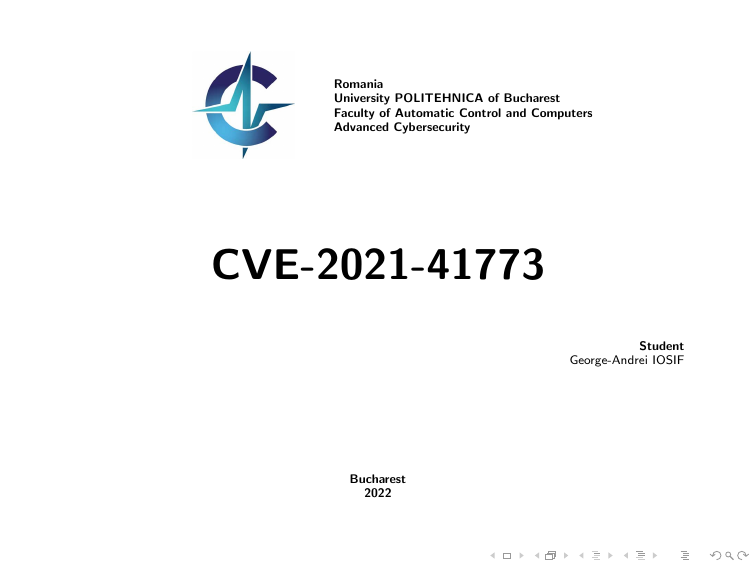 Romania
University POLITEHNICA of Bucharest
Faculty of Automatic Control and Computers
Advanced Cybersecurity
CVE-2021-41773
Student
George-Andrei IOSIF
Bucharest
2022